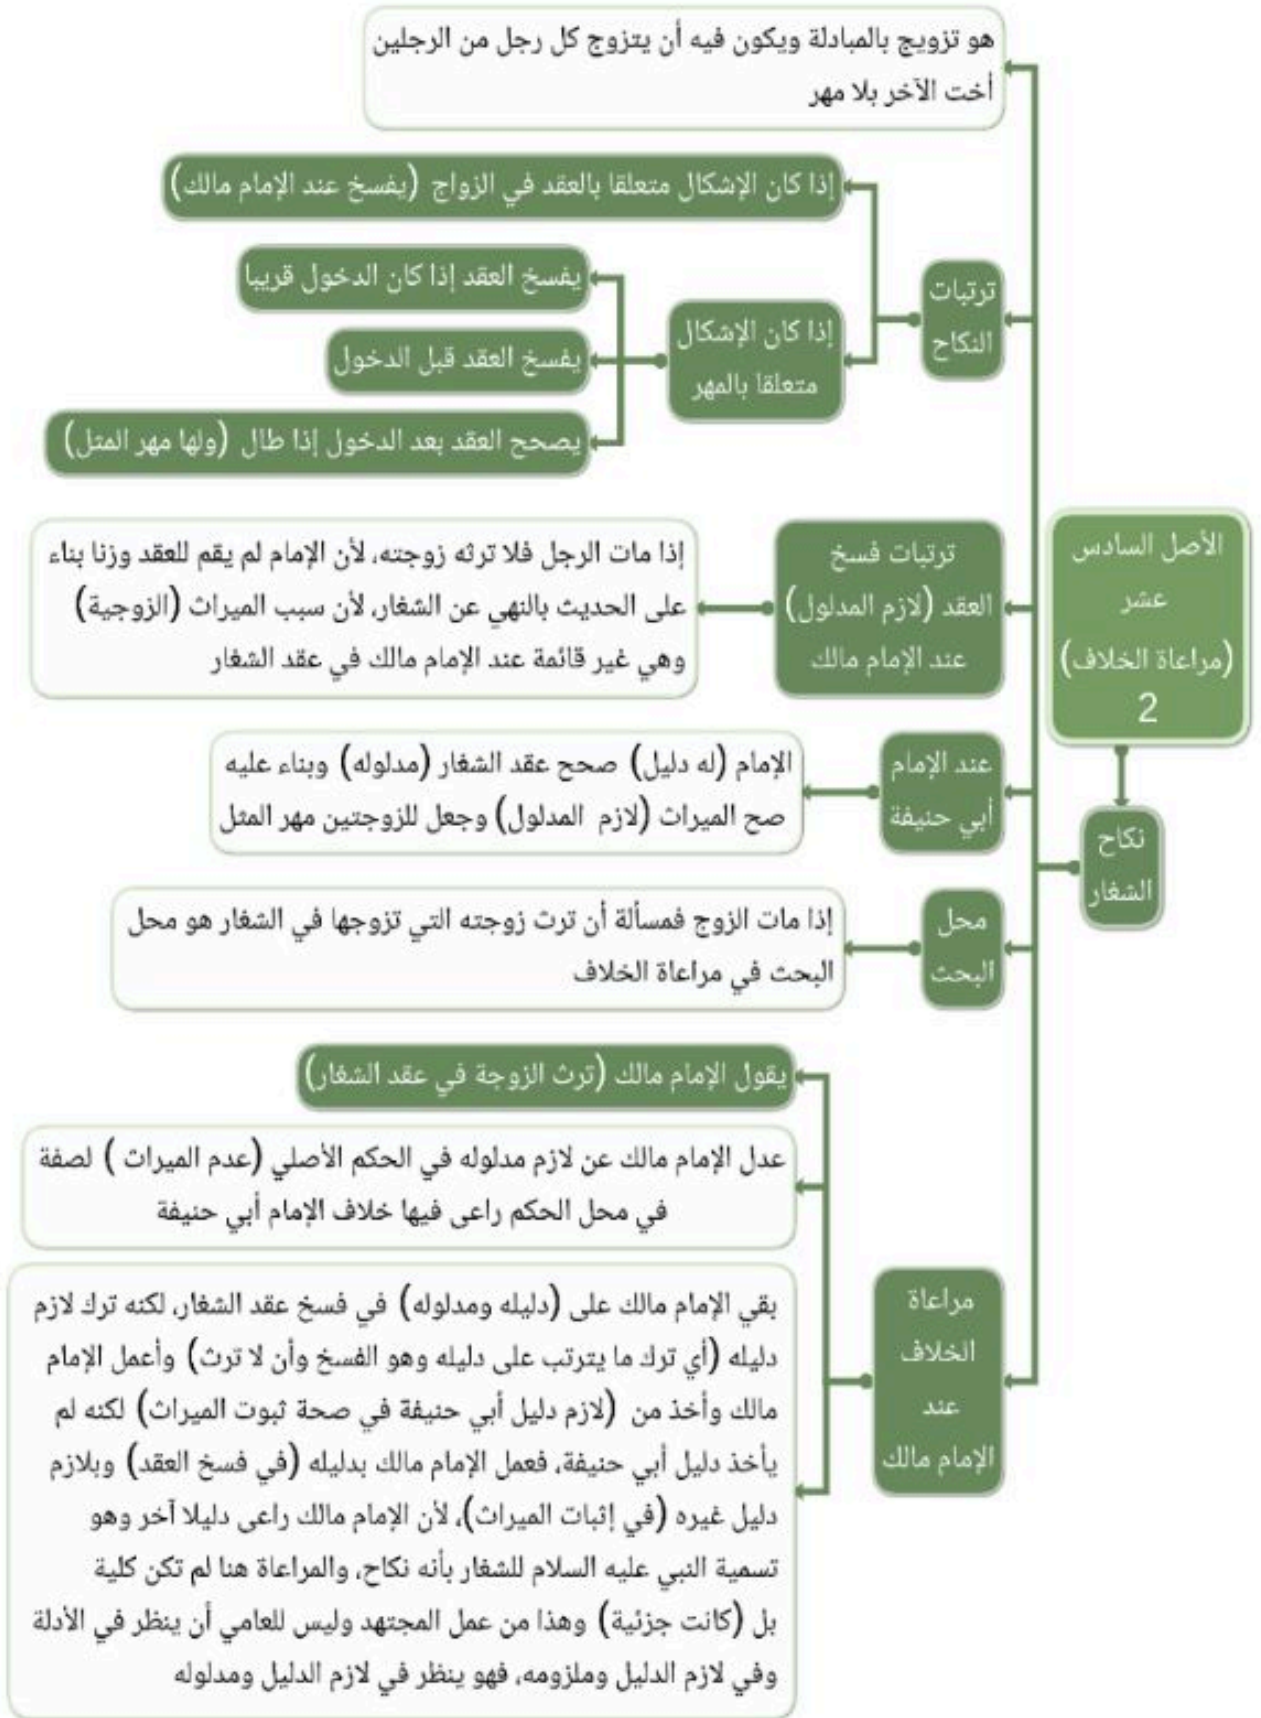 الأصل السادس
عشر
(مراعاة الخلاف)
2
نكاح
الشغار
هو تزويج بالمبادلة ويكون فيه أن يتزوج كل رجل من الرجلين
أخت الآخر بلا مهر
ترتبات
النكاح
إذا كان الإشكال متعلقا بالعقد في الزواج (يفسخ عند الإمام مالك)
إذا كان الإشكال
متعلقا بالمهر
يفسخ العقد إذا كان الدخول قريبا
يفسخ العقد قبل الدخول
يصحح العقد بعد الدخول إذا طال (ولها مهر المثل)
ترتبات فسخ
العقد (لازم المدلول)
عند الإمام مالك
إذا مات الرجل فلا ترثه زوجته، لأن الإمام لم يقم للعقد وزنا بناء
على الحديث بالنهي عن الشغار، لأن سبب الميراث (الزوجية)
وهي غير قائمة عند الإمام مالك في عقد الشغار
عند الإمام
أبي حنيفة
الإمام (له دليل) صحح عقد الشغار (مدلوله) وبناء عليه
صح الميراث (لازم المدلول) وجعل للزوجتين مهر المثل
محل
البحث
إذا مات الزوج فمسألة أن ترث زوجته التي تزوجها في الشغار هو محل
البحث في مراعاة الخلاف
مراعاة
الخلاف
عند
الإمام مالك
يقول الإمام مالك (ترث الزوجة في عقد الشغار)
عدل الإمام مالك عن لازم مدلوله في الحكم الأصلي (عدم الميراث ) لصفة
في محل الحكم راعى فيها خلاف الإمام أبي حنيفة
بقي الإمام مالك على (دليله ومدلوله) في فسخ عقد الشغار، لكنه ترك لازم
دليله (أي ترك ما يترتب على دليله وهو الفسخ وأن لا ترث) وأعمل الإمام
مالك وأخذ من (لازم دليل أبي حنيفة في صحة ثبوت الميراث) لكنه لم
يأخذ دليل أبي حنيفة، فعمل الإمام مالك بدليله (في فسخ العقد) وبلازم
دليل غيره (في إثبات الميراث)، لأن الإمام مالك راعى دليلا آخر وهو
تسمية النبي عليه السلام للشغار بأنه نكاح، والمراعاة هنا لم تكن كلية
بل (كانت جزئية) وهذا من عمل المجتهد وليس للعامي أن ينظر في الأدلة
وفي لازم الدليل وملزومه، فهو ينظر في لازم الدليل ومدلوله